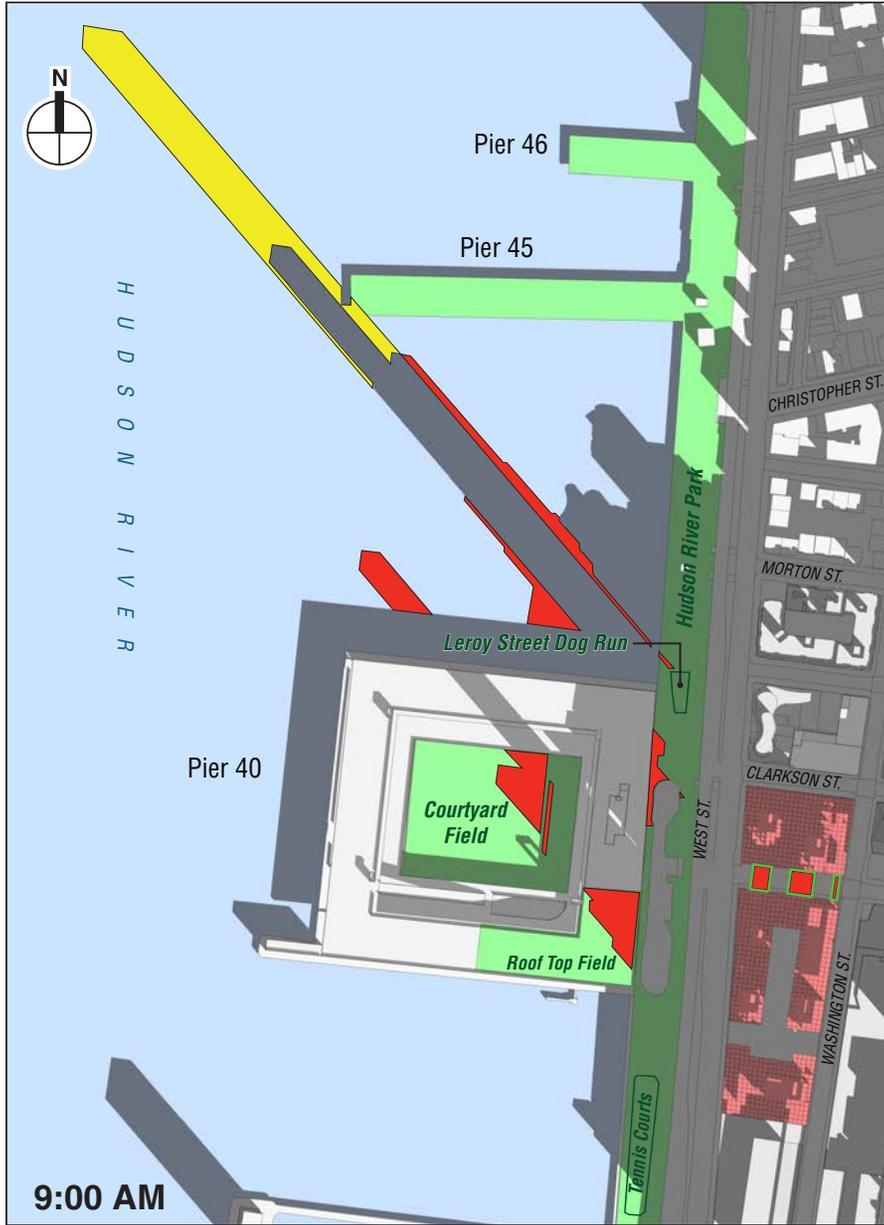 N
Pier 46
Pier 45
HUDSON RIVER
CHRISTOPHER ST.
Hudson River Park
MORTON ST.
Leroy Street Dog Run
Pier 40
CLARKSON ST.
Courtyard
Field
WEST ST.
Roof Top Field
WASHINGTON ST.
Tennis Courts
9:00 AM